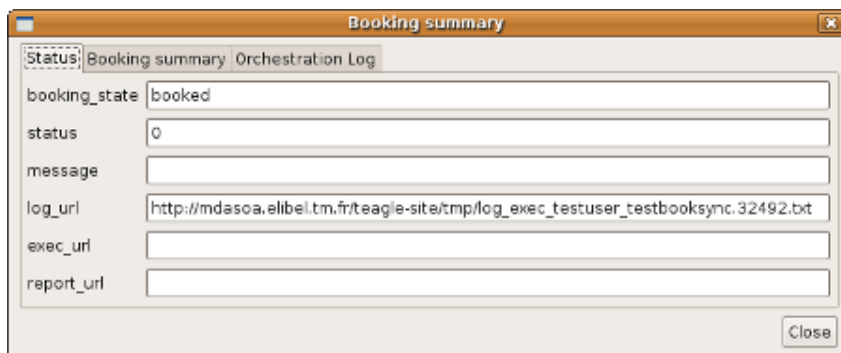 Booking summary
Status Booking summary Orchestration Log
booking_state booked
status 0
message
log_url http://mdasoa.elibel.tm.fr/teagle-site/tmp/log_exec_testuser_testbooksync.32492.txt
exec_url
report_url
Close